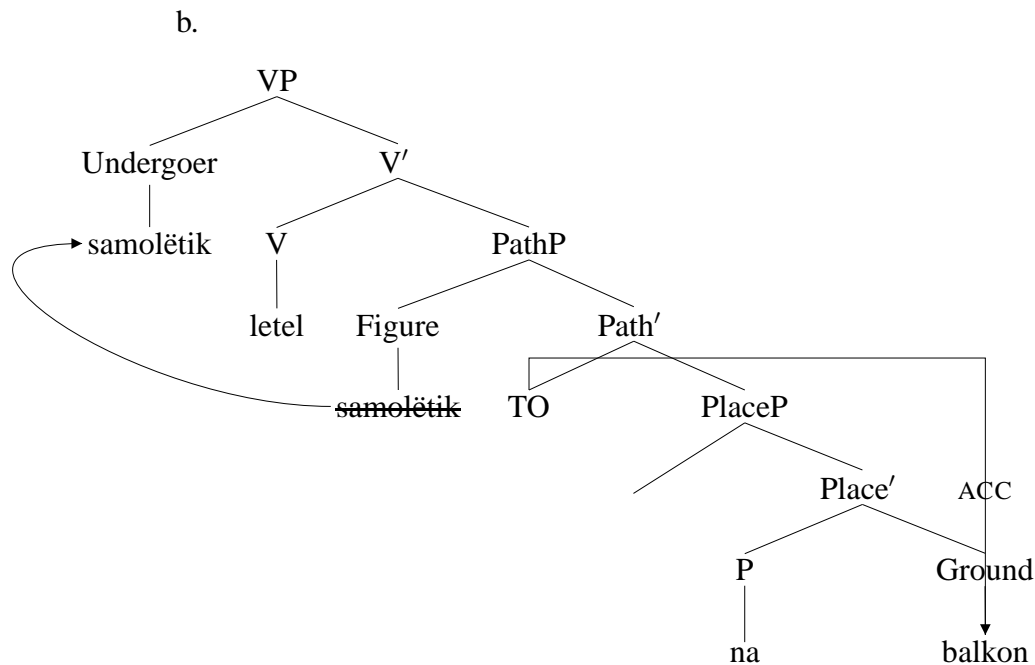 b.
VP
Undergoer V′
samolëtik V PathP
letel Figure Path′
samolëtik TO PlaceP
Place′ ACC
P Ground
na balkon